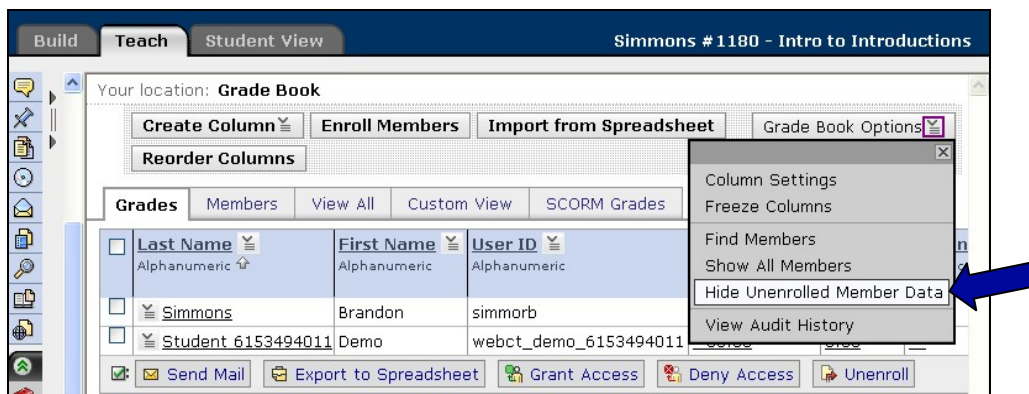 Build Teach Student View Simmons #1180 - Intro to Introductions
Your location: Grade Book
Create Column Enroll Members Import from Spreadsheet Grade Book Options
Reorder Columns
Column Settings
Freeze Columns
Find Members
Show All Members
Hide Unenrolled Member Data
View Audit History
Grades Members View All Custom View SCORM Grades
Last Name First Name User ID
Alphanumeric Alphanumeric Alphanumeric
Simmons Brandon simmorb
Student 6153494011 Demo webct_demo_6153494011
Send Mail Export to Spreadsheet Grant Access Deny Access Unenroll